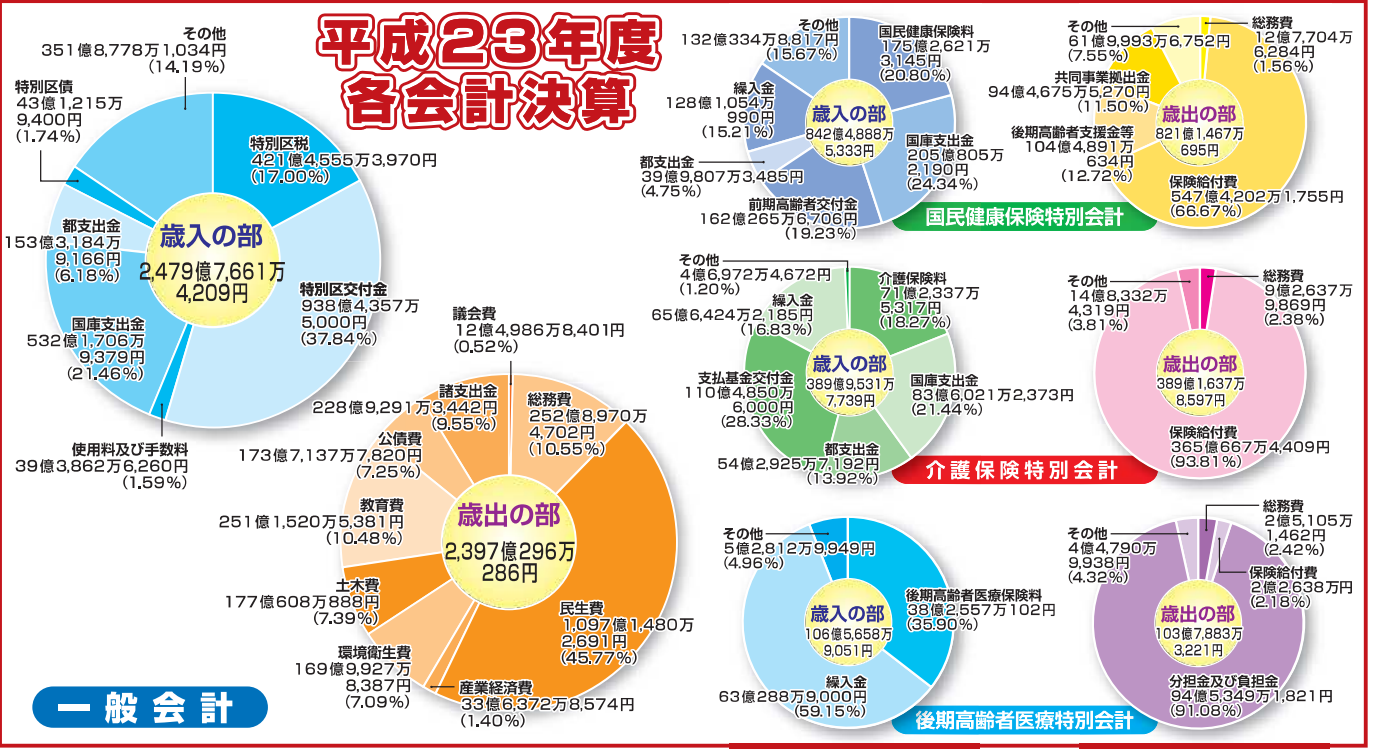 平成23年度
各会計決算
その他
351億8,778万1,034円
(14.19%)
特別区債
43億1,215万
9,400円
(1.74%)
特別区税
421億4,555万3,970円
(17.00%)
都支出金
153億3,184万
9,166円
(6.18%)
歳入の部
2,479億7,661万
4,209円
特別区交付金
938億4,357万
5,000円
(37.84%)
国庫支出金
532億1,706万
9,379円
(21.46%)
使用料及び手数料
39億3,862万6,260円
(1.59%)
議会費
12億4,986万8,401円
(0.52%)
諸支出金
228億9,291万3,442円
(9.55%)
総務費
252億8,970万
4,702円
(10.55%)
公債費
173億7,137万7,820円
(7.25%)
教育費
251億1,520万5,381円
(10.48%)
歳出の部
2,397億296万
286円
土木費
177億608万888円
(7.39%)
民生費
1,097億1,480万
2,691円
(45.77%)
環境衛生費
169億9,927万
8,387円
(7.09%)
産業経済費
33億6,372万8,574円
(1.40%)
一般会計
その他
132億334万8,817円
(15.67%)
国民健康保険料
175億2,621万
3,145円
(20.80%)
繰入金
128億1,054万
990円
(15.21%)
歳入の部
842億4,888万
5,333円
国庫支出金
205億805万
2,190円
(24.34%)
都支出金
39億9,807万3,485円
(4.75%)
前期高齢者交付金
162億265万6,706円
(19.23%)
その他
61億9,993万6,752円
(7.55%)
総務費
12億7,704万
6,284円
(1.56%)
共同事業拠出金
94億4,675万5,270円
(11.50%)
歳出の部
821億1,467万
695円
後期高齢者支援金等
104億4,891万
634円
(12.72%)
保険給付費
547億4,202万1,755円
(66.67%)
国民健康保険特別会計
その他
4億6,972万4,672円
(1.20%)
介護保険料
71億2,337万
5,317円
(18.27%)
繰入金
65億6,424万2,185円
(16.83%)
歳入の部
389億9,531万
7,739円
支払基金交付金
110億4,850万
6,000円
(28.33%)
国庫支出金
83億6,021万2,373円
(21.44%)
都支出金
54億2,925万7,192円
(13.92%)
その他
14億8,332万
4,319円
(3.81%)
総務費
9億2,637万
9,869円
(2.38%)
歳出の部
389億1,637万
8,597円
保険給付費
365億667万4,409円
(93.81%)
介護保険特別会計
その他
5億2,812万9,949円
(4.96%)
後期高齢者医療保険料
38億2,557万102円
(35.90%)
歳入の部
106億5,658万
9,051円
繰入金
63億288万9,000円
(59.15%)
その他
4億4,790万
9,938円
(4.32%)
総務費
2億5,105万
1,462円
(2.42%)
保険給付費
2億2,638万円
(2.18%)
歳出の部
103億7,883万
3,221円
分担金及び負担金
94億5,349万1,821円
(91.08%)
後期高齢者医療特別会計